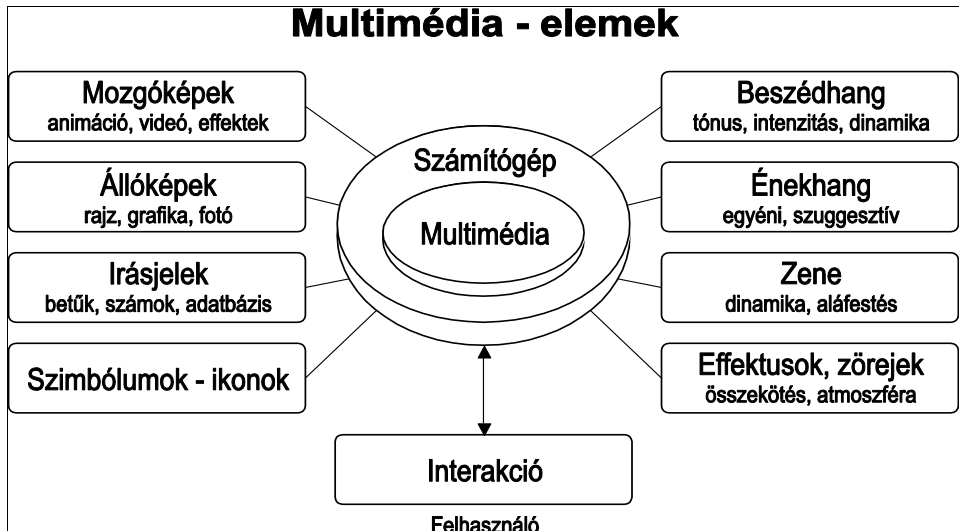 Multimédia - elemek
Mozgóképek
animáció, videó, effektek
Állóképek
rajz, grafika, fotó
Irásjelek
betűk, számok, adatbázis
Szimbólumok - ikonok
Számítógép
Multimédia
Beszédhang
tónus, intenzitás, dinamika
Énekhang
egyéni, szuggesztív
Zene
dinamika, aláfestés
Effektusok, zörejek
összekötés, atmoszféra
Interakció
Felhasználó